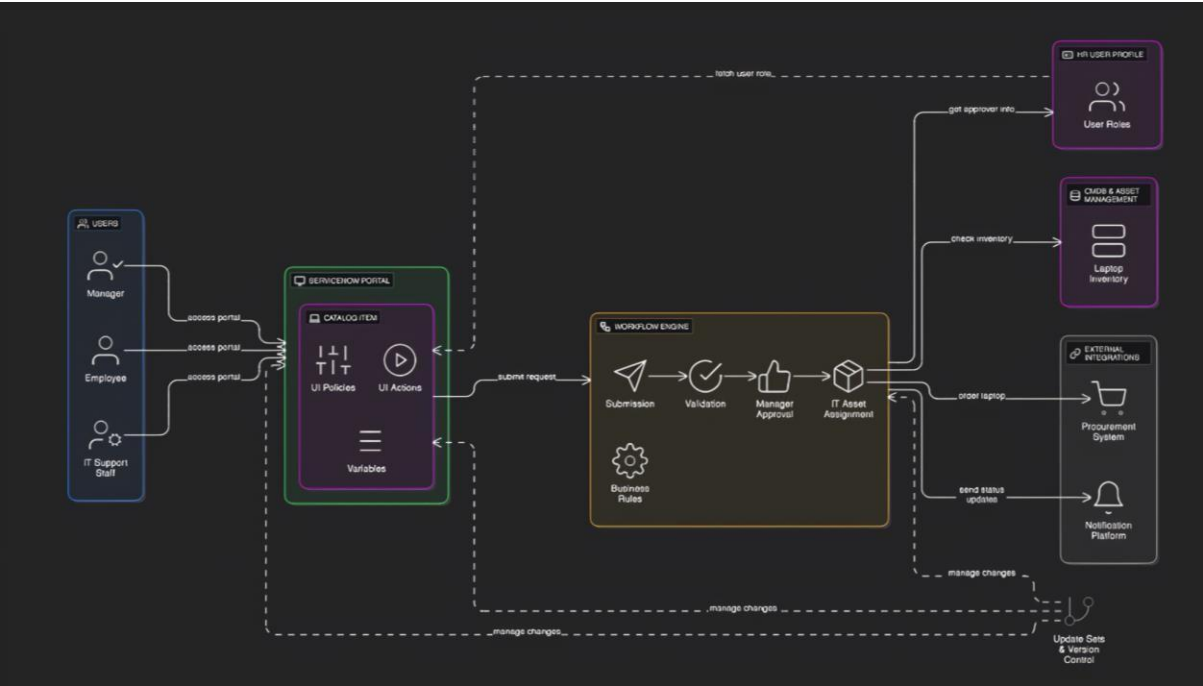 HR USER PROFILE
fetch user role
get approver info
User Roles
CMDB & ASSET
MANAGEMENT
USERS
check inventory
Laptop
Inventory
SERVICENOW PORTAL
Manager
CATALOG ITEM
access portal
WORKFLOW ENGINE
access portal
EXTERNAL
INTEGRATIONS
Employee
access portal
UI Policies
UI Actions
submit request
Submission
Validation
Manager
Approval
IT Asset
Assignment
order laptop
Procurement
System
IT Support
Staff
Variables
Business
Rules
send status
updates
Notification
Platform
manage changes
manage changes
manage changes
Update Sets
& Version
Control